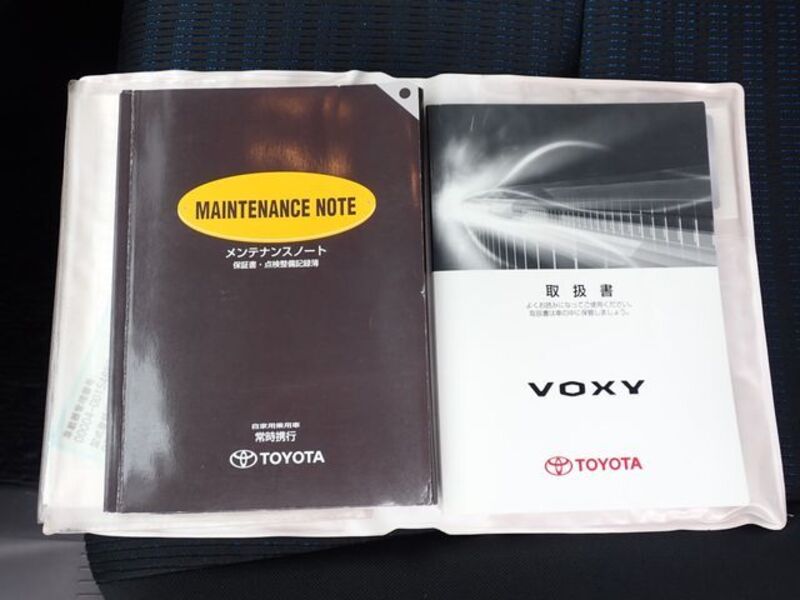 MAINTENANCE NOTE
メンテナンスノート
保証書・点検整備記録簿
自家用乗用車
常時携行
TOYOTA
取扱書
よくお読みになってご使用ください。
取扱書は車の中に保管しましょう。
VOXY
TOYOTA